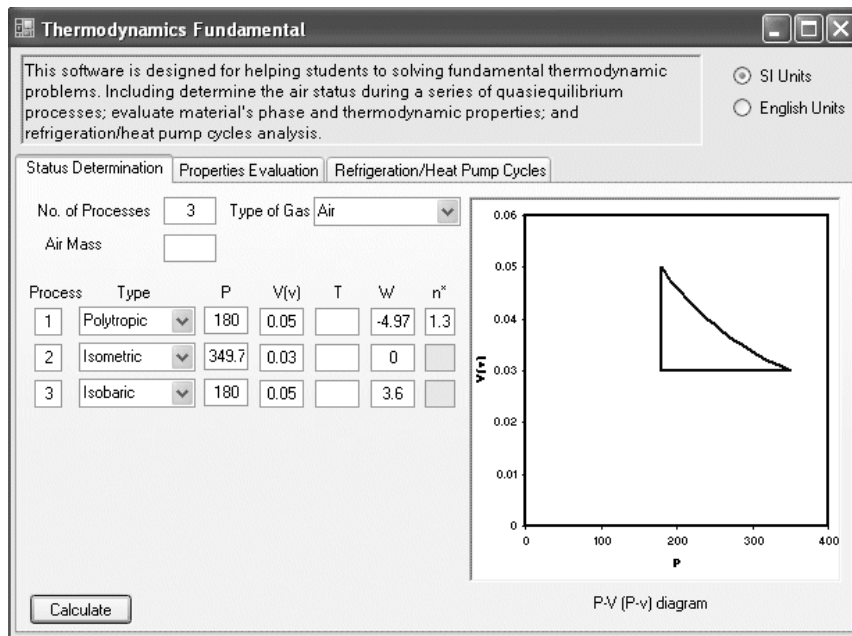 Thermodynamics Fundamental
This software is designed for helping students to solving fundamental thermodynamic
problems. Including determine the air status during a series of quasiequilibrium
processes; evaluate material's phase and thermodynamic properties; and
refrigeration/heat pump cycles analysis.
SI Units
English Units
Status Determination Properties Evaluation Refrigeration/Heat Pump Cycles
No. of Processes 3 Type of Gas Air
Air Mass
Process Type P V(v) T W n*
1 Polytropic 180 0.05 -4.97 1.3
2 Isometric 349.7 0.03 0
3 Isobaric 180 0.05 3.6
Calculate
0.06
0.05
0.04
0.03
0.02
0.01
0
V(v)
0 100 200 300 400
P
P-V (P-v) diagram